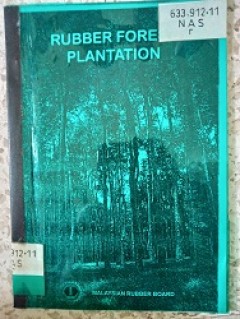 RUBBER FORE
PLANTATION
633.912-11
NAS
r
912-11
AS
MALAYSIAN RUBBER BOARD